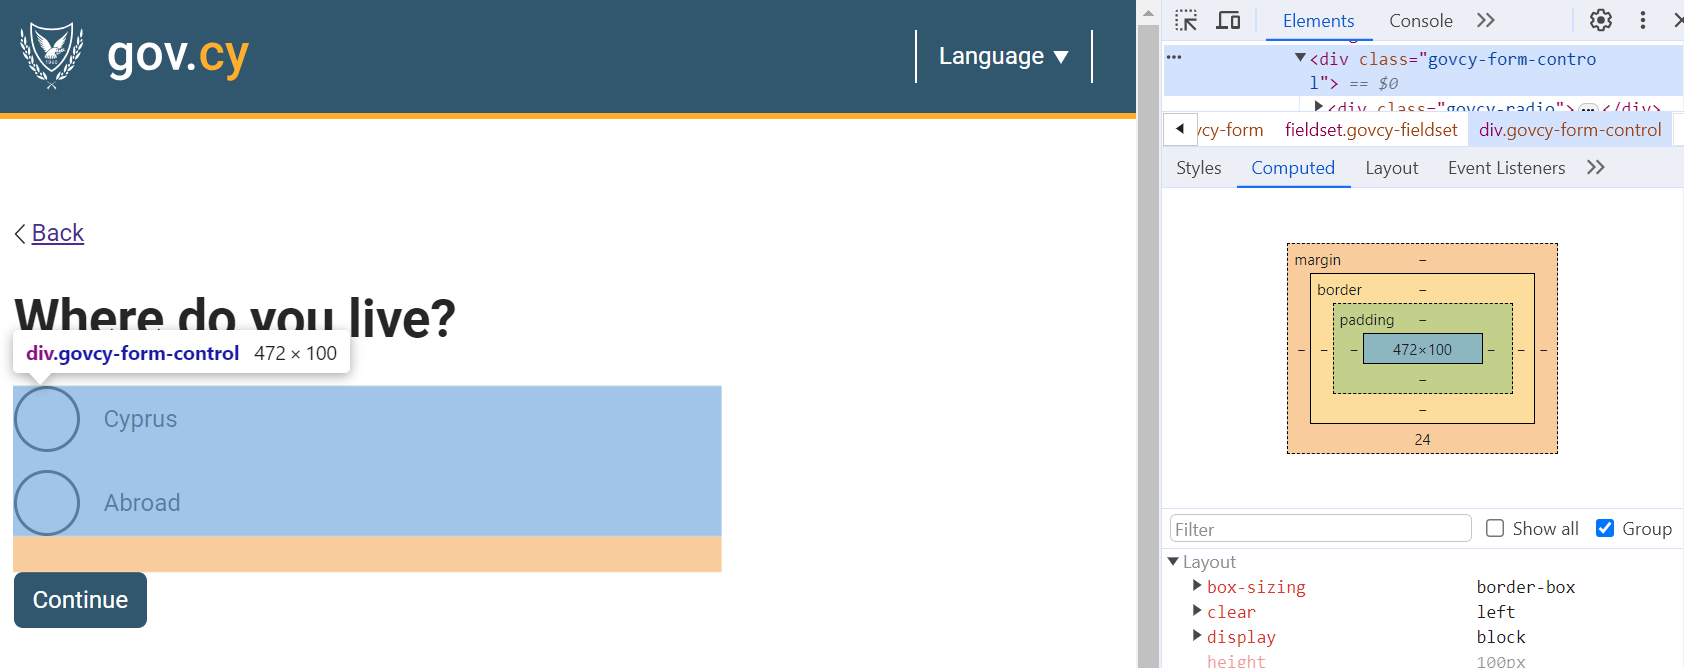 gov.cy
Language ▼
Back
Where do you live?
div.govcy-form-control 472 × 100
Cyprus
Abroad
Continue
Elements
Console
<div class="govcy-form-contro
l"> == $0
<div class="govcy-radio"> … </div>
vcy-form fieldset.govcy-fieldset div.govcy-form-control
Styles Computed Layout Event Listeners
margin –
border –
padding –
– – – 472×100 – – –
–
–
24
Filter Show all Group
Layout
box-sizing border-box
clear left
display block
height 100px